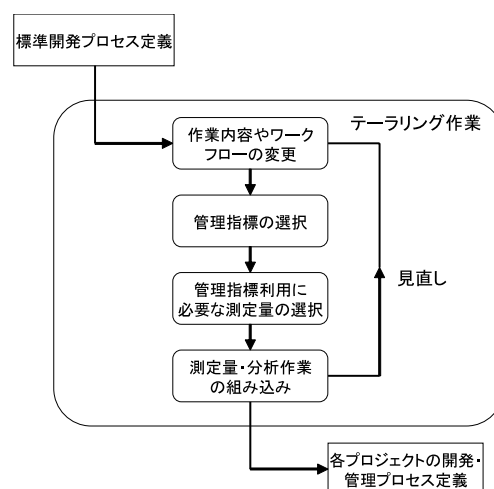 標準開発プロセス定義
テーラリング作業
作業内容やワーク
フローの変更
管理指標の選択
管理指標利用に
必要な測定量の選択
見直し
測定量・分析作業
の組み込み
各プロジェクトの開発・
管理プロセス定義